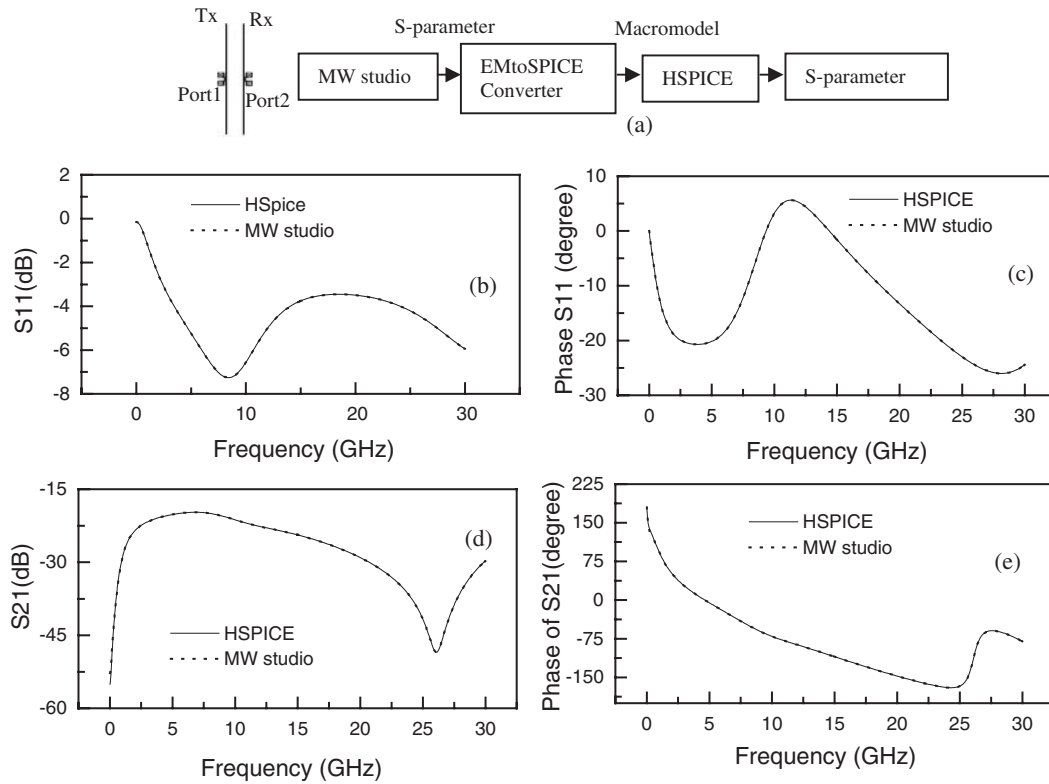 Tx Rx
Port1 Port2
S-parameter Macromodel
MW studio
EMtoSPICE
Converter
HSPICE
S-parameter
(a)
2
0
-2
-4
-6
-8
S11(dB)
HSpice
MW studio
(b)
0 10 20 30
Frequency (GHz)
10
0
-10
-20
-30
Phase S11 (degree)
HSPICE
MW studio
(c)
0 5 10 15 20 25 30
Frequency (GHz)
-15
-30
-45
-60
S21(dB)
HSPICE
MW studio
(d)
0 5 10 15 20 25 30
Frequency (GHz)
225
150
75
0
-75
-150
Phase of S21(degree)
HSPICE
MW studio
(e)
0 5 10 15 20 25 30
Frequency (GHz)